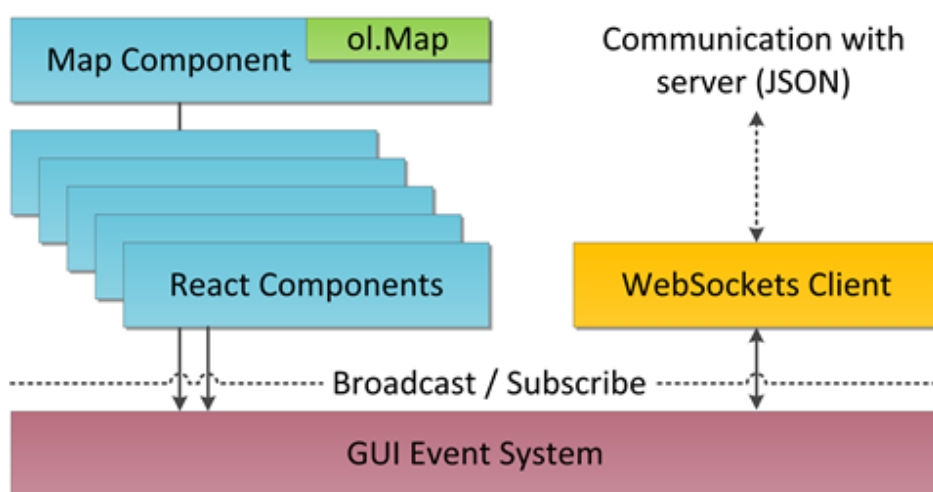 ol.Map
Map Component
Communication with
server (JSON)
React Components
WebSockets Client
Broadcast / Subscribe
GUI Event System